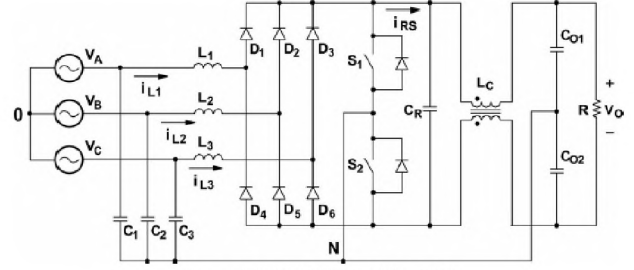 i_RS
V_A L_1 D_1 D_2 D_3
i_L1 S_1 C_O1
0 V_B L_2 C_R L_C + R V_O −
i_L2
V_C L_3 S_2 C_O2
i_L3
C_1 C_2 C_3 D_4 D_5 D_6
N